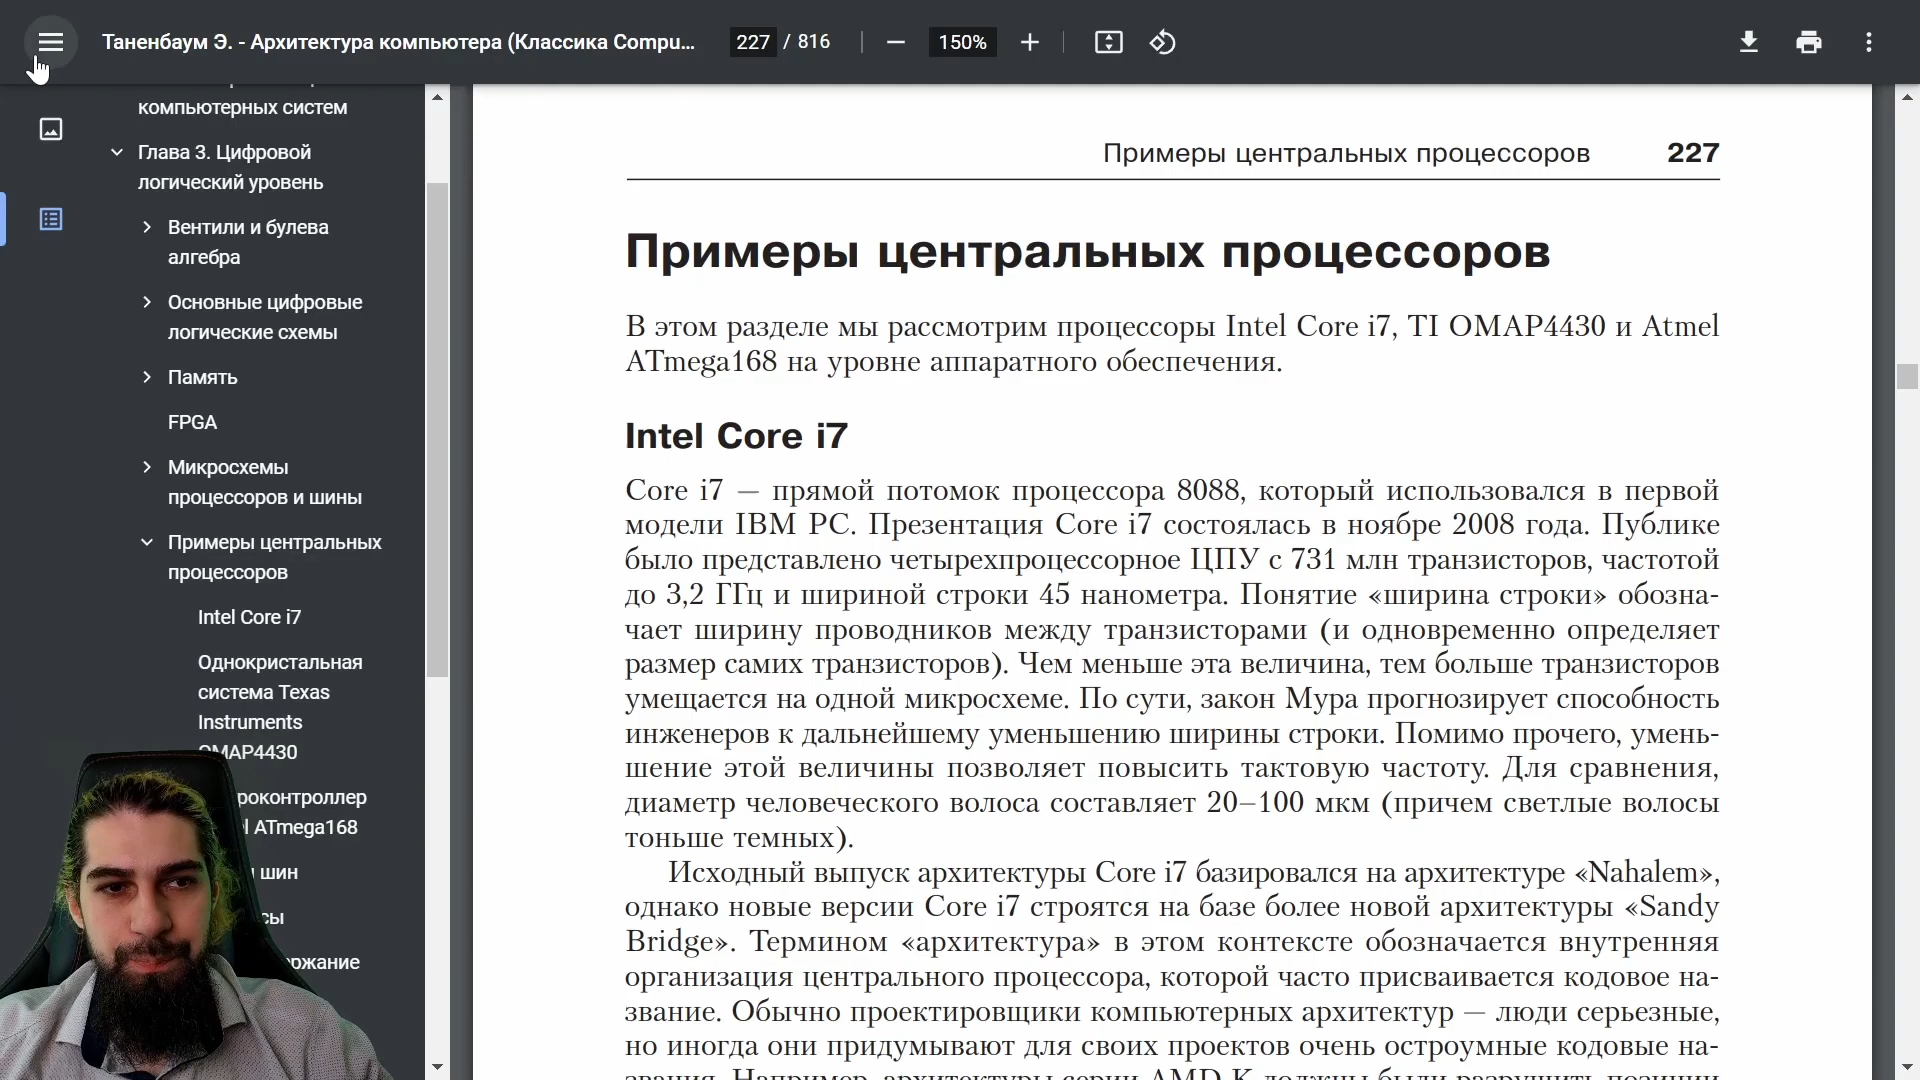 Таненбаум Э. - Архитектура компьютера (Классика Compu...
227 / 816
150%
компьютерных систем
Глава 3. Цифровой
логический уровень
Вентили и булева
алгебра
Основные цифровые
логические схемы
Память
FPGA
Микросхемы
процессоров и шины
Примеры центральных
процессоров
Intel Core i7
Однокристальная
система Texas
Instruments
OMAP4430
роконтроллер
l ATmega168
шин
сы
ржание
Примеры центральных процессоров 227
Примеры центральных процессоров
В этом разделе мы рассмотрим процессоры Intel Core i7, TI OMAP4430 и Atmel
ATmega168 на уровне аппаратного обеспечения.
Intel Core i7
Core i7 — прямой потомок процессора 8088, который использовался в первой
модели IBM PC. Презентация Core i7 состоялась в ноябре 2008 года. Публике
было представлено четырехпроцессорное ЦПУ с 731 млн транзисторов, частотой
до 3,2 ГГц и шириной строки 45 нанометра. Понятие «ширина строки» обозна-
чает ширину проводников между транзисторами (и одновременно определяет
размер самих транзисторов). Чем меньше эта величина, тем больше транзисторов
умещается на одной микросхеме. По сути, закон Мура прогнозирует способность
инженеров к дальнейшему уменьшению ширины строки. Помимо прочего, умень-
шение этой величины позволяет повысить тактовую частоту. Для сравнения,
диаметр человеческого волоса составляет 20–100 мкм (причем светлые волосы
тоньше темных).
Исходный выпуск архитектуры Core i7 базировался на архитектуре «Nahalem»,
однако новые версии Core i7 строятся на базе более новой архитектуры «Sandy
Bridge». Термином «архитектура» в этом контексте обозначается внутренняя
организация центрального процессора, которой часто присваивается кодовое на-
звание. Обычно проектировщики компьютерных архитектур — люди серьезные,
но иногда они придумывают для своих проектов очень остроумные кодовые на-
звания. Например, архитектуры серии AMD K должны были разрушить позиции